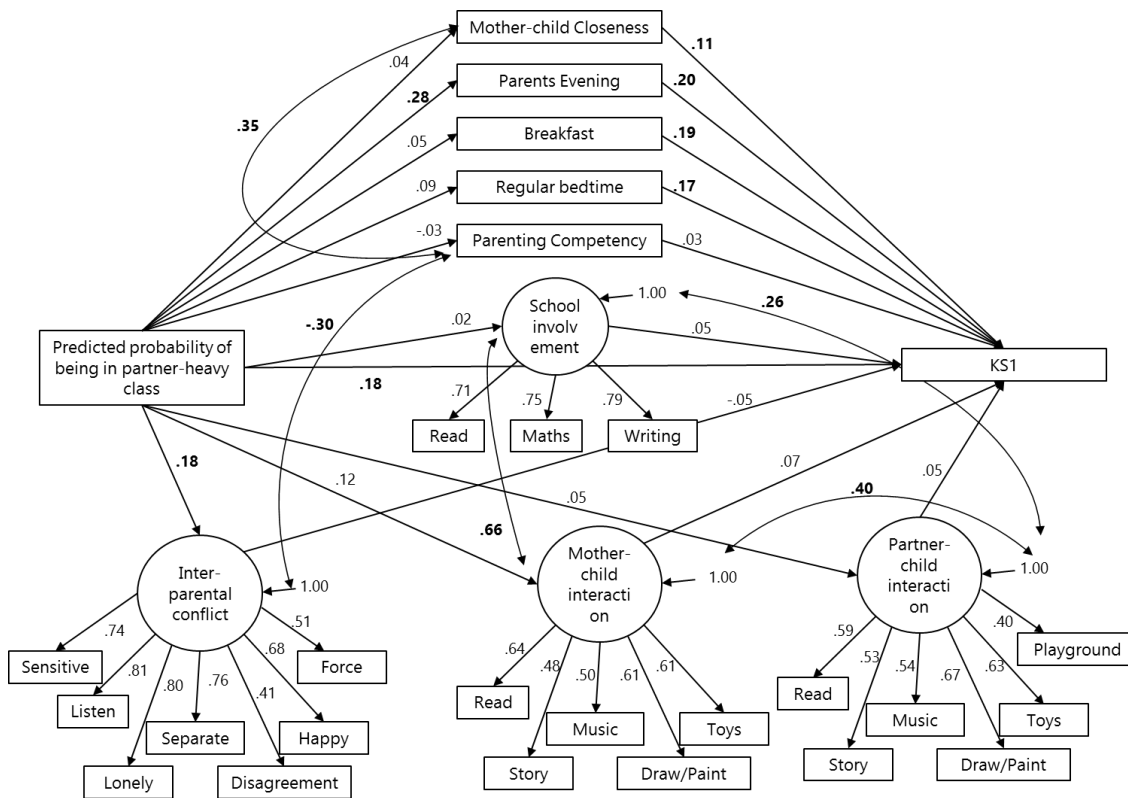 Mother-child Closeness
.11
.04
Parents Evening
.20
.28
.35
Breakfast
.19
.05
Regular bedtime
.17
.09
Parenting Competency
.03
-.03
School
involv
ement
1.00
.26
-.30
.02
.05
Predicted probability of
being in partner-heavy
class
KS1
.18
.71
.75
.79
-.05
Read
Maths
Writing
.18
.12
.07
.05
.05
.40
.66
Inter-
parental
conflict
1.00
Mother-
child
interacti
on
1.00
Partner-
child
interacti
on
1.00
.74
.81
.80
.76
.41
.68
.51
Sensitive
Force
Listen
Separate
Happy
Lonely
Disagreement
.64
.48
.50
.61
.61
Read
Music
Toys
Story
Draw/Paint
.59
.53
.54
.67
.63
.40
Playground
Read
Music
Toys
Story
Draw/Paint